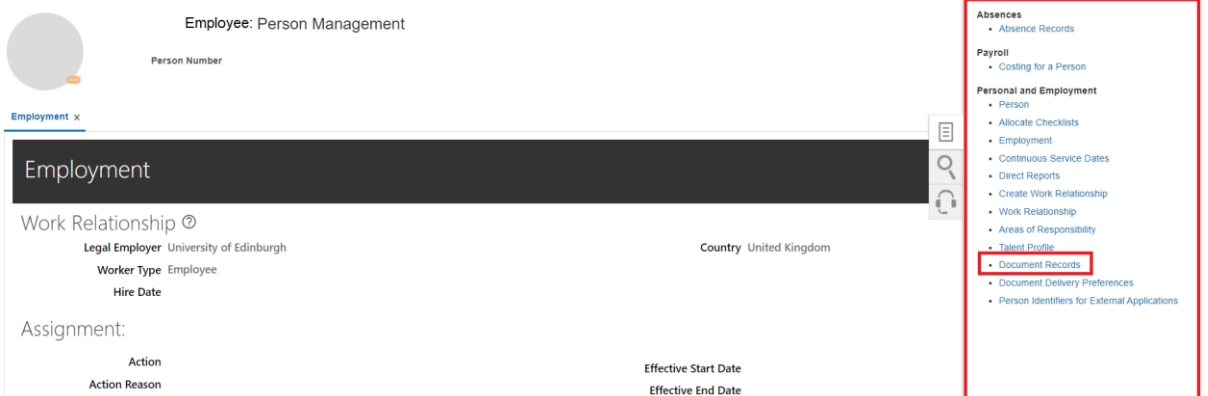 Employee: Person Management
Person Number
Employment x
Employment
Work Relationship ?
Legal Employer University of Edinburgh
Country United Kingdom
Worker Type Employee
Hire Date
Assignment:
Action
Effective Start Date
Action Reason
Effective End Date
Absences
• Absence Records
Payroll
• Costing for a Person
Personal and Employment
• Person
• Allocate Checklists
• Employment
• Continuous Service Dates
• Direct Reports
• Create Work Relationship
• Work Relationship
• Areas of Responsibility
• Talent Profile
• Document Records
• Document Delivery Preferences
• Person Identifiers for External Applications